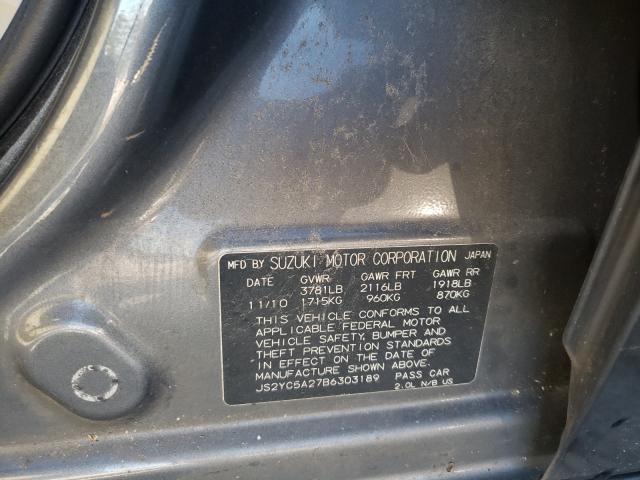 MFD BY SUZUKI MOTOR CORPORATION JAPAN
DATE GVWR GAWR FRT GAWR RR
3781LB 2116LB 1918LB
11/10 1715KG 960KG 870KG
THIS VEHICLE CONFORMS TO ALL
APPLICABLE FEDERAL MOTOR
VEHICLE SAFETY, BUMPER AND
THEFT PREVENTION STANDARDS
IN EFFECT ON THE DATE OF
MANUFACTURE SHOWN ABOVE.
JS2YC5A27B6303189 PASS CAR
2.0L N/B US